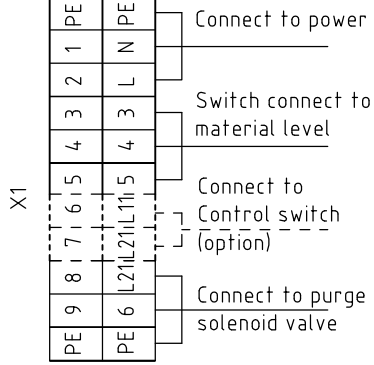 X1
PE PE
1 N
2 L
3 3
4 4
5 5
6 L11
7 L21
8 L21
9 6
PE PE
Connect to power
Switch connect to
material level
Connect to
Control switch
(option)
Connect to purge
solenoid valve